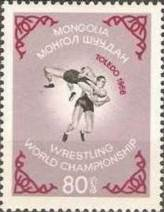 MONGOLIA
МОНГОЛ ШУУДАН
TOLEDO 1966
WRESTLING
WORLD CHAMPIONSHIP
80